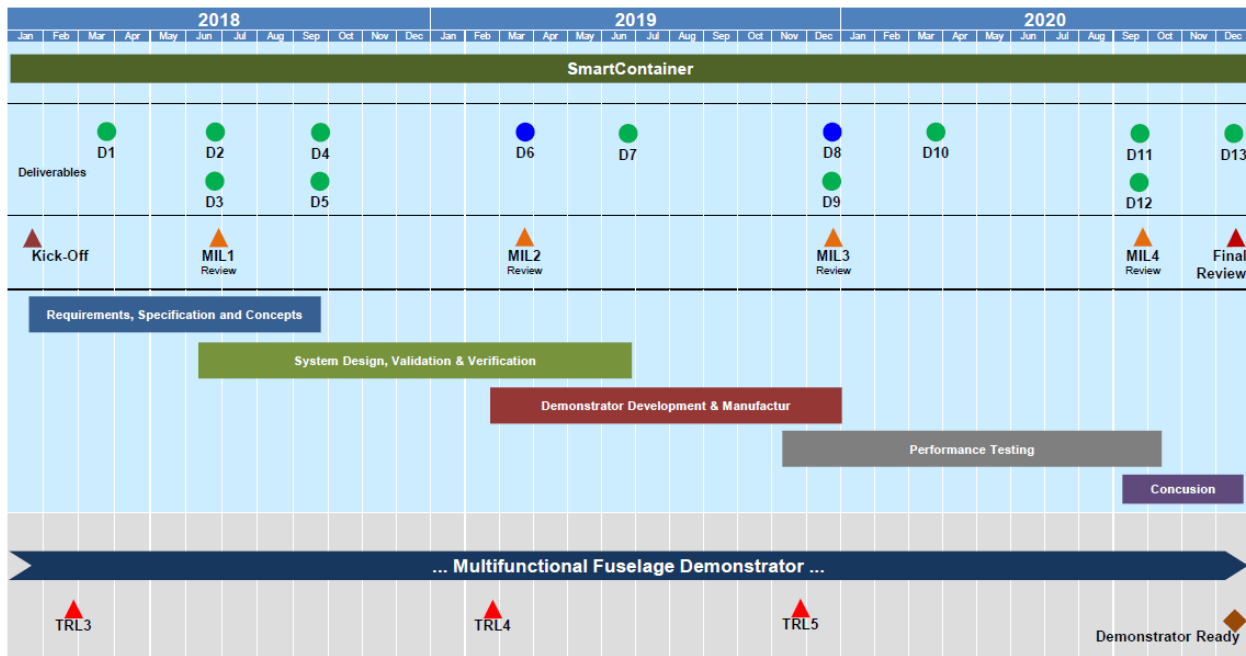 2018 2019 2020
Jan Feb Mar Apr May Jun Jul Aug Sep Oct Nov Dec Jan Feb Mar Apr May Jun Jul Aug Sep Oct Nov Dec Jan Feb Mar Apr May Jun Jul Aug Sep Oct Nov Dec
SmartContainer
D1 D2 D4 D6 D7 D8 D10 D11 D13
Deliverables
D3 D5 D9 D12
Kick-Off MIL1 MIL2 MIL3 MIL4 Final
Review Review Review Review Review
Requirements, Specification and Concepts
System Design, Validation & Verification
Demonstrator Development & Manufactur
Performance Testing
Concusion
... Multifunctional Fuselage Demonstrator ...
TRL3 TRL4 TRL5
Demonstrator Ready